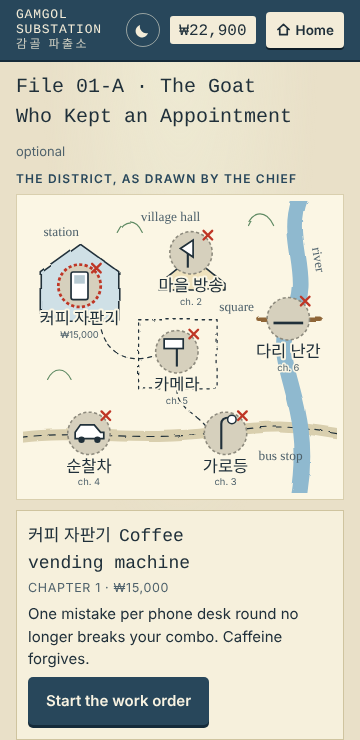 GAMGOL
SUBSTATION
감골 파출소
₩22,900
Home
File 01-A · The Goat
Who Kept an Appointment
optional
THE DISTRICT, AS DRAWN BY THE CHIEF
village hall
station
마을 방송
ch. 2
river
square
커피 자판기
₩15,000
다리 난간
ch. 6
카메라
ch. 5
순찰차
ch. 4
가로등
ch. 3
bus stop
커피 자판기 Coffee
vending machine
CHAPTER 1 · ₩15,000
One mistake per phone desk round no
longer breaks your combo. Caffeine
forgives.
Start the work order